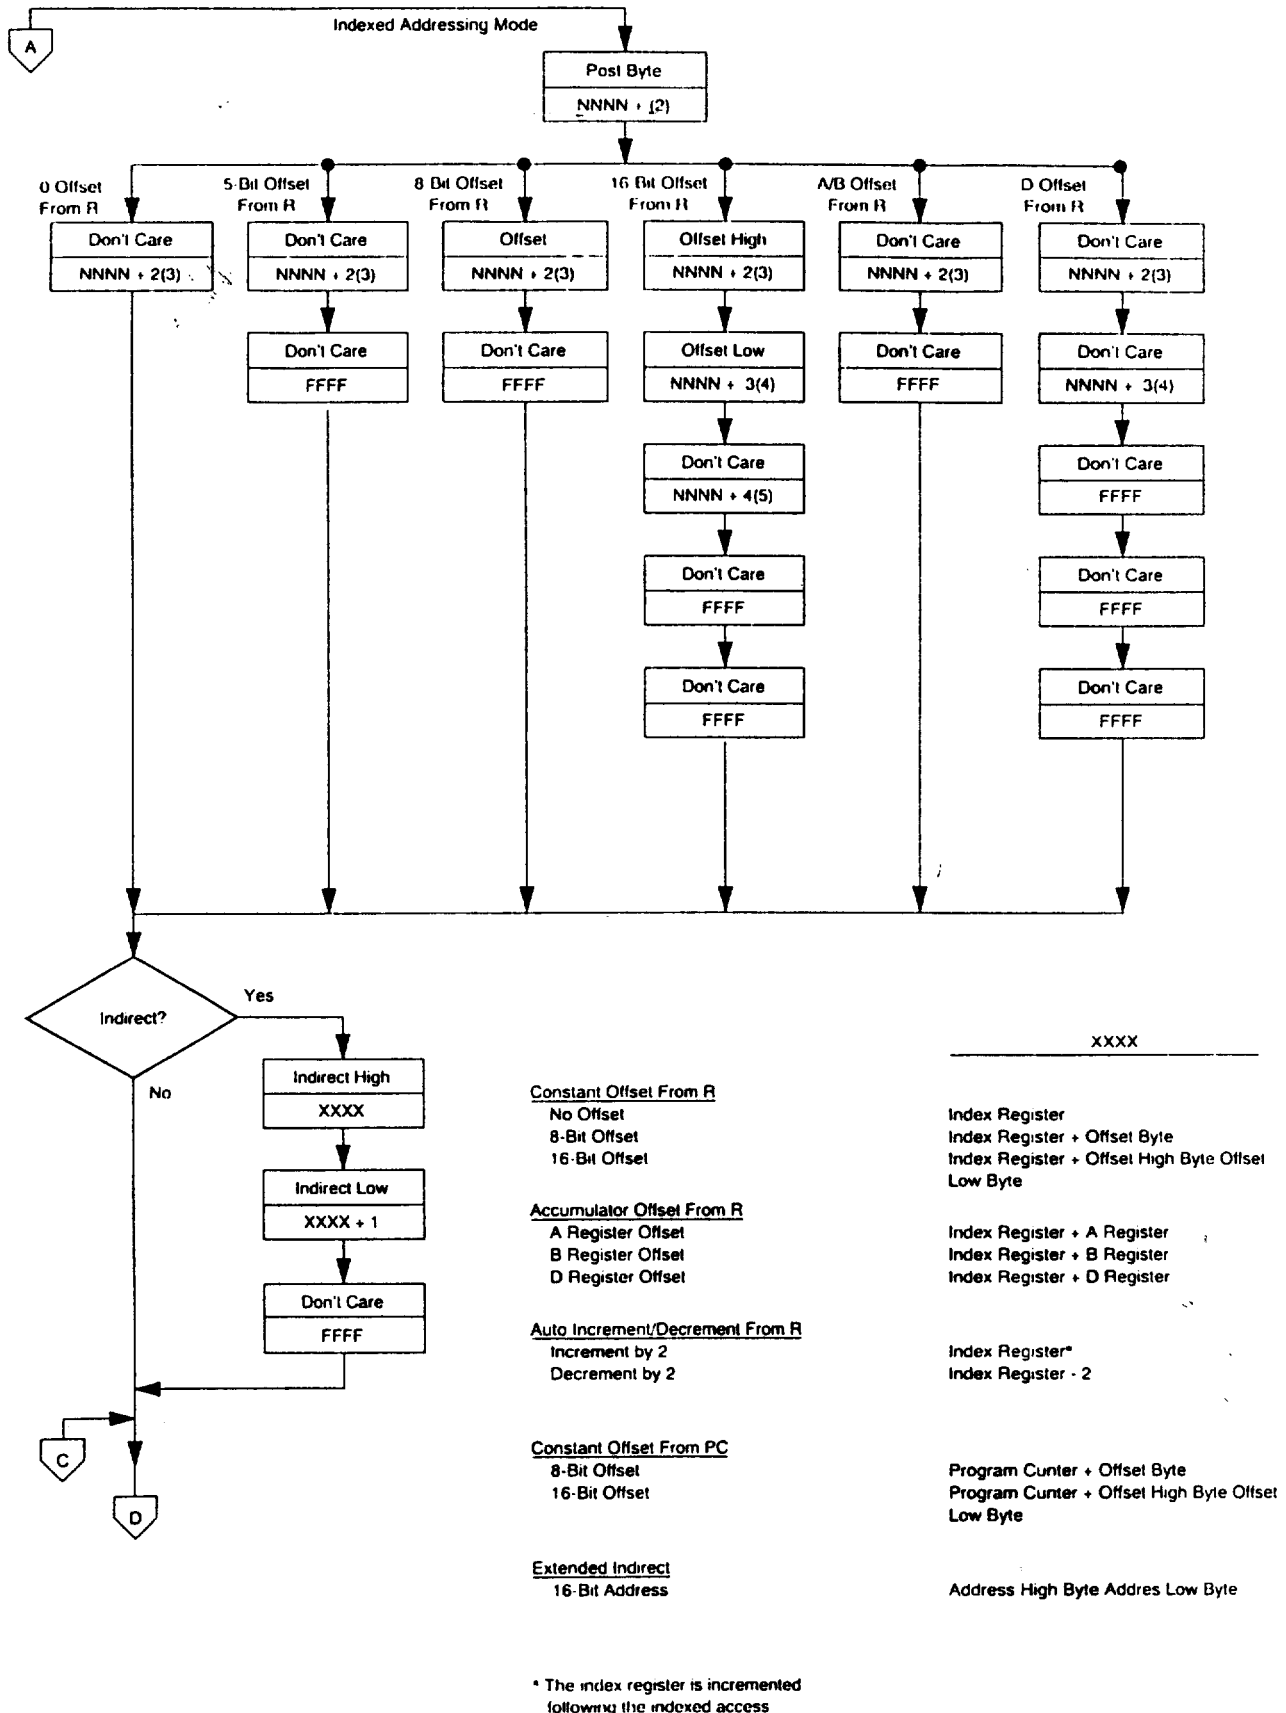 Indexed Addressing Mode
A
Post Byte
NNNN + (2)
0 Offset
From R
5-Bit Offset
From R
8 Bit Offset
From R
16 Bit Offset
From R
A/B Offset
From R
D Offset
From R
Don't Care
NNNN + 2(3)
Don't Care
NNNN + 2(3)
Offset
NNNN + 2(3)
Offset High
NNNN + 2(3)
Don't Care
NNNN + 2(3)
Don't Care
NNNN + 2(3)
Don't Care
FFFF
Don't Care
FFFF
Offset Low
NNNN + 3(4)
Don't Care
FFFF
Don't Care
NNNN + 3(4)
Don't Care
NNNN + 4(5)
Don't Care
FFFF
Don't Care
FFFF
Don't Care
FFFF
Don't Care
FFFF
Don't Care
FFFF
Indirect?
Yes
No
Indirect High
XXXX
Indirect Low
XXXX + 1
Don't Care
FFFF
C
D
XXXX
Constant Offset From R
No Offset
Index Register
8-Bit Offset
Index Register + Offset Byte
16-Bit Offset
Index Register + Offset High Byte Offset
Low Byte
Accumulator Offset From R
A Register Offset
Index Register + A Register
B Register Offset
Index Register + B Register
D Register Offset
Index Register + D Register
Auto Increment/Decrement From R
Increment by 2
Index Register*
Decrement by 2
Index Register - 2
Constant Offset From PC
8-Bit Offset
Program Cunter + Offset Byte
16-Bit Offset
Program Cunter + Offset High Byte Offset
Low Byte
Extended Indirect
16-Bit Address
Address High Byte Addres Low Byte
* The index register is incremented
following the indexed access